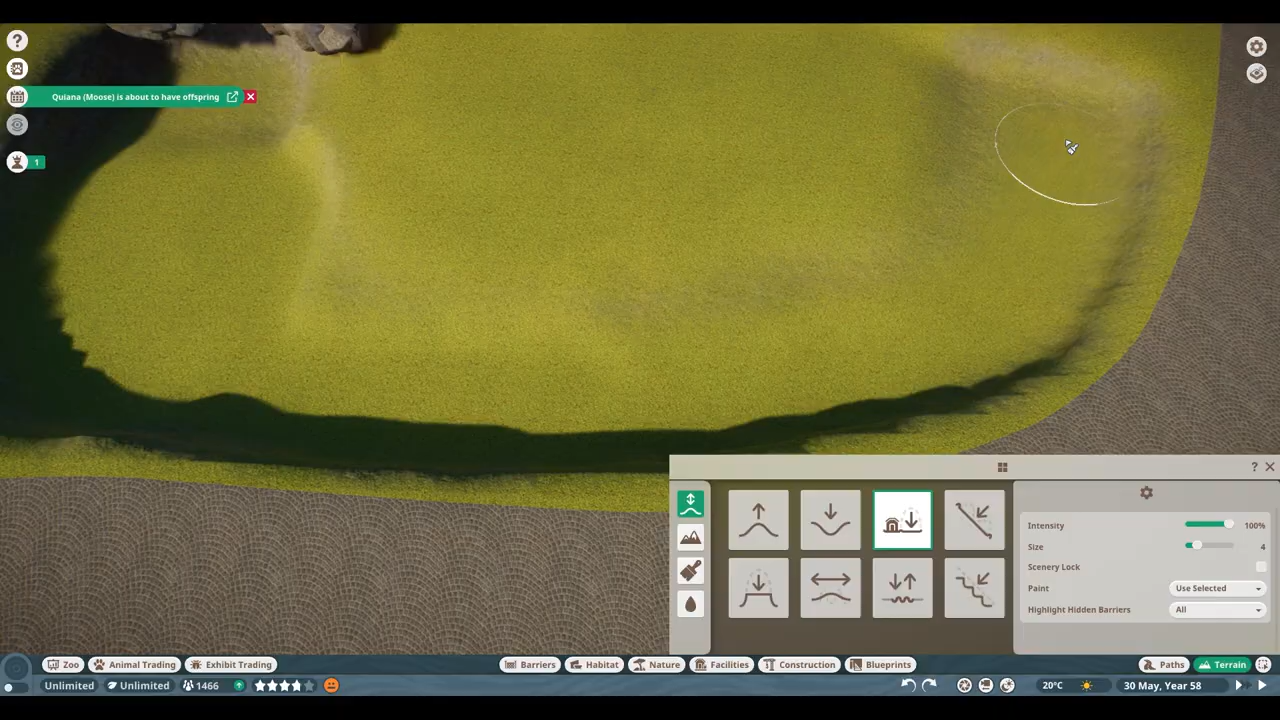 ?
Quiana (Moose) is about to have offspring
1
?
Intensity 100%
Size 4
Scenery Lock
Paint Use Selected
Highlight Hidden Barriers All
Zoo Animal Trading Exhibit Trading Barriers Habitat Nature Facilities Construction Blueprints Paths Terrain
Unlimited Unlimited 1466 20°C 30 May, Year 58